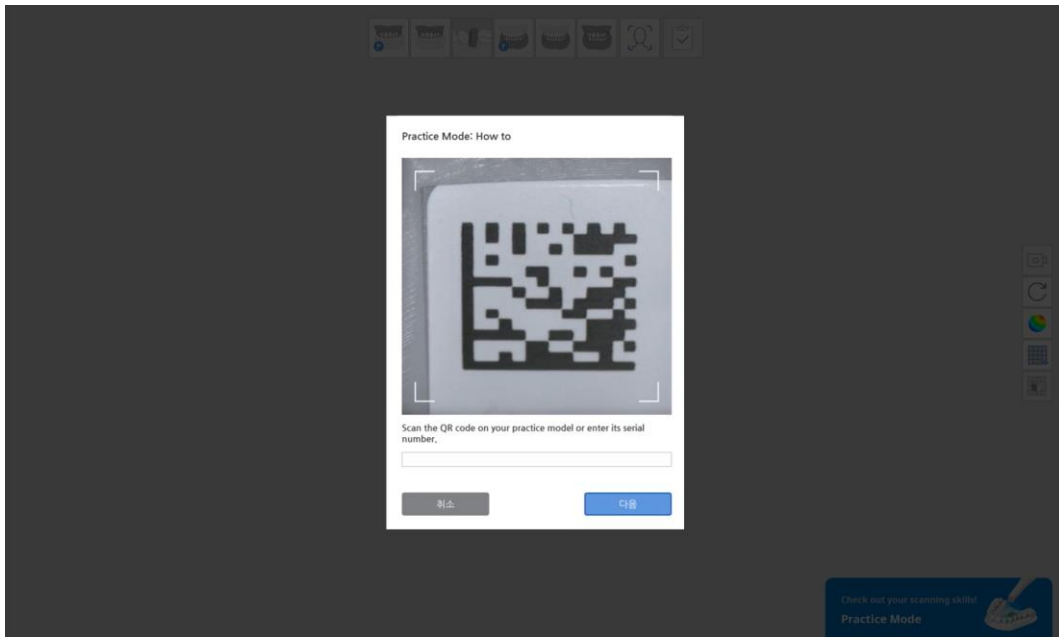 Practice Mode: How to
Scan the QR code on your practice model or enter its serial
number.
취소
다음
Check out your scanning skills!
Practice Mode